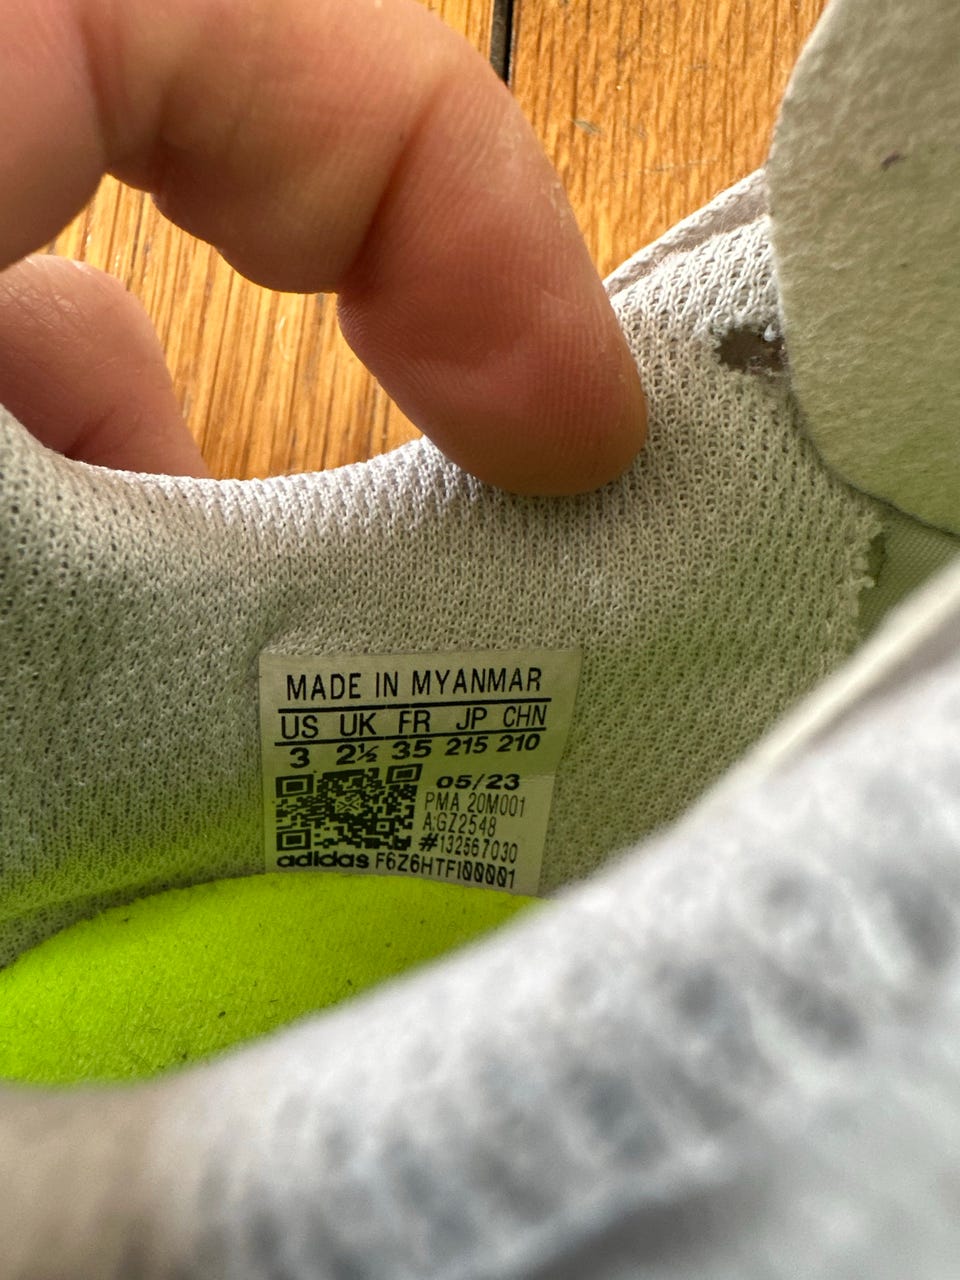 MADE IN MYANMAR
US UK FR JP CHN
3 2½ 35 215 210
05/23
PMA 20M001
A:GZ2548
#132567030
adidas F6Z6HTFI00001